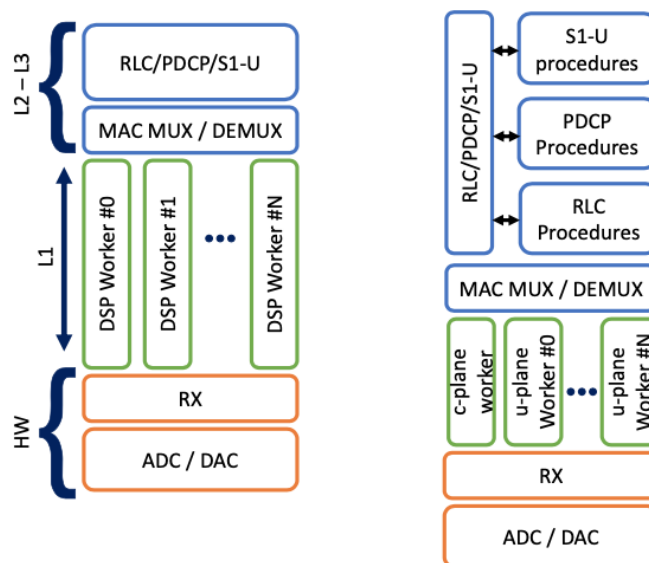 L2 – L3
RLC/PDCP/S1-U
MAC MUX / DEMUX
L1
DSP Worker #0
DSP Worker #1
•••
DSP Worker #N
HW
RX
ADC / DAC
RLC/PDCP/S1-U
S1-U
procedures
PDCP
Procedures
RLC
Procedures
MAC MUX / DEMUX
c-plane
worker
u-plane
Worker #0
•••
u-plane
Worker #N
RX
ADC / DAC